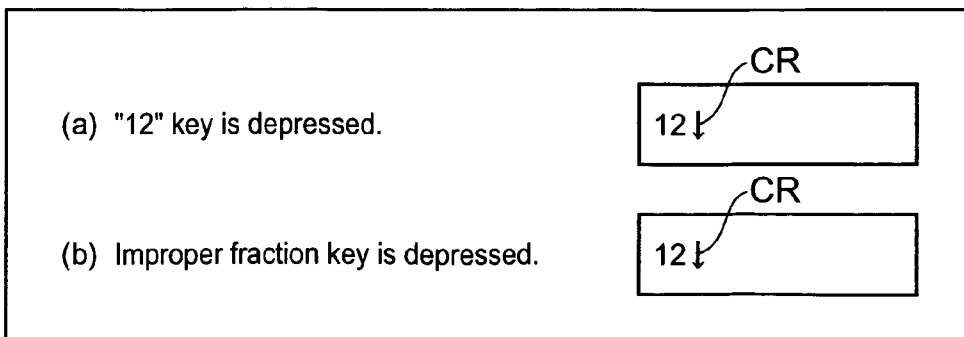 CR
(a) "12" key is depressed.
12
CR
(b) Improper fraction key is depressed.
12